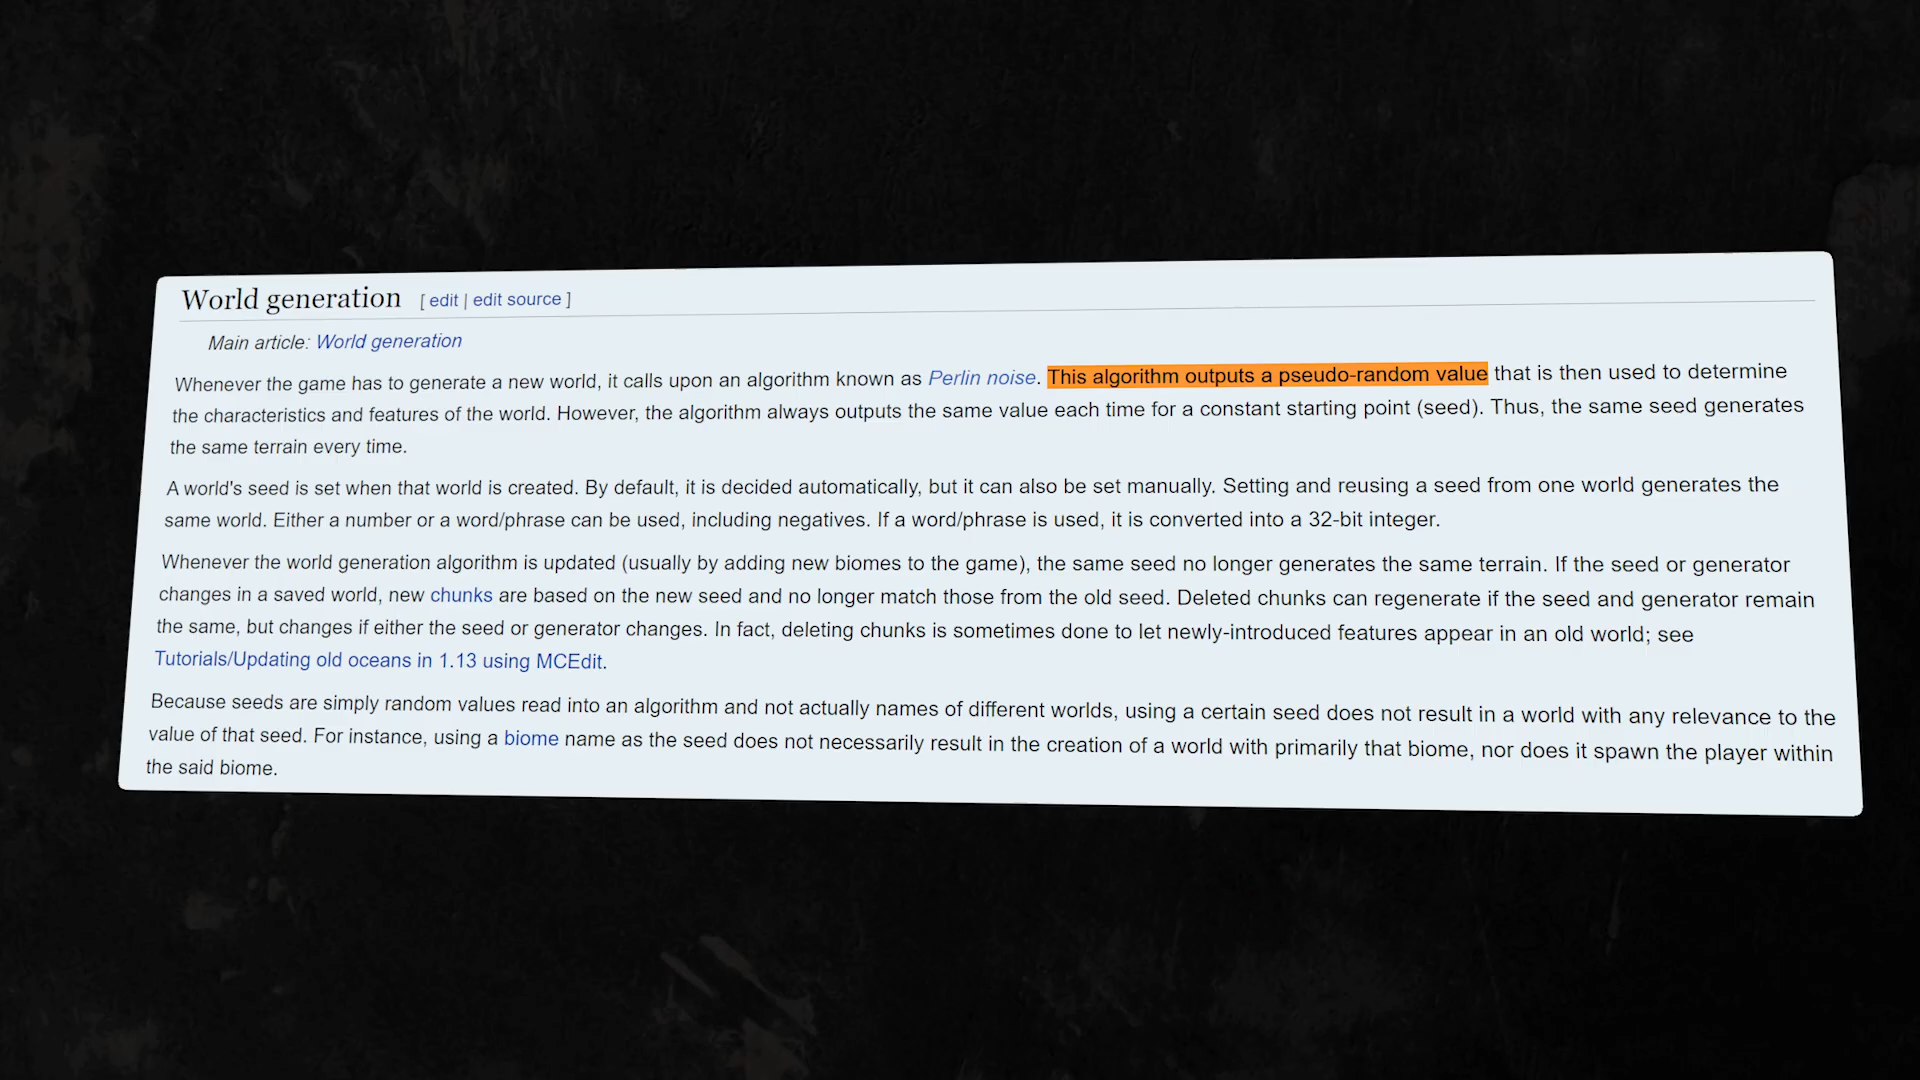 World generation [ edit | edit source ]
Main article: World generation
Whenever the game has to generate a new world, it calls upon an algorithm known as Perlin noise. This algorithm outputs a pseudo-random value that is then used to determine
the characteristics and features of the world. However, the algorithm always outputs the same value each time for a constant starting point (seed). Thus, the same seed generates
the same terrain every time.
A world's seed is set when that world is created. By default, it is decided automatically, but it can also be set manually. Setting and reusing a seed from one world generates the
same world. Either a number or a word/phrase can be used, including negatives. If a word/phrase is used, it is converted into a 32-bit integer.
Whenever the world generation algorithm is updated (usually by adding new biomes to the game), the same seed no longer generates the same terrain. If the seed or generator
changes in a saved world, new chunks are based on the new seed and no longer match those from the old seed. Deleted chunks can regenerate if the seed and generator remain
the same, but changes if either the seed or generator changes. In fact, deleting chunks is sometimes done to let newly-introduced features appear in an old world; see
Tutorials/Updating old oceans in 1.13 using MCEdit.
Because seeds are simply random values read into an algorithm and not actually names of different worlds, using a certain seed does not result in a world with any relevance to the
value of that seed. For instance, using a biome name as the seed does not necessarily result in the creation of a world with primarily that biome, nor does it spawn the player within
the said biome.